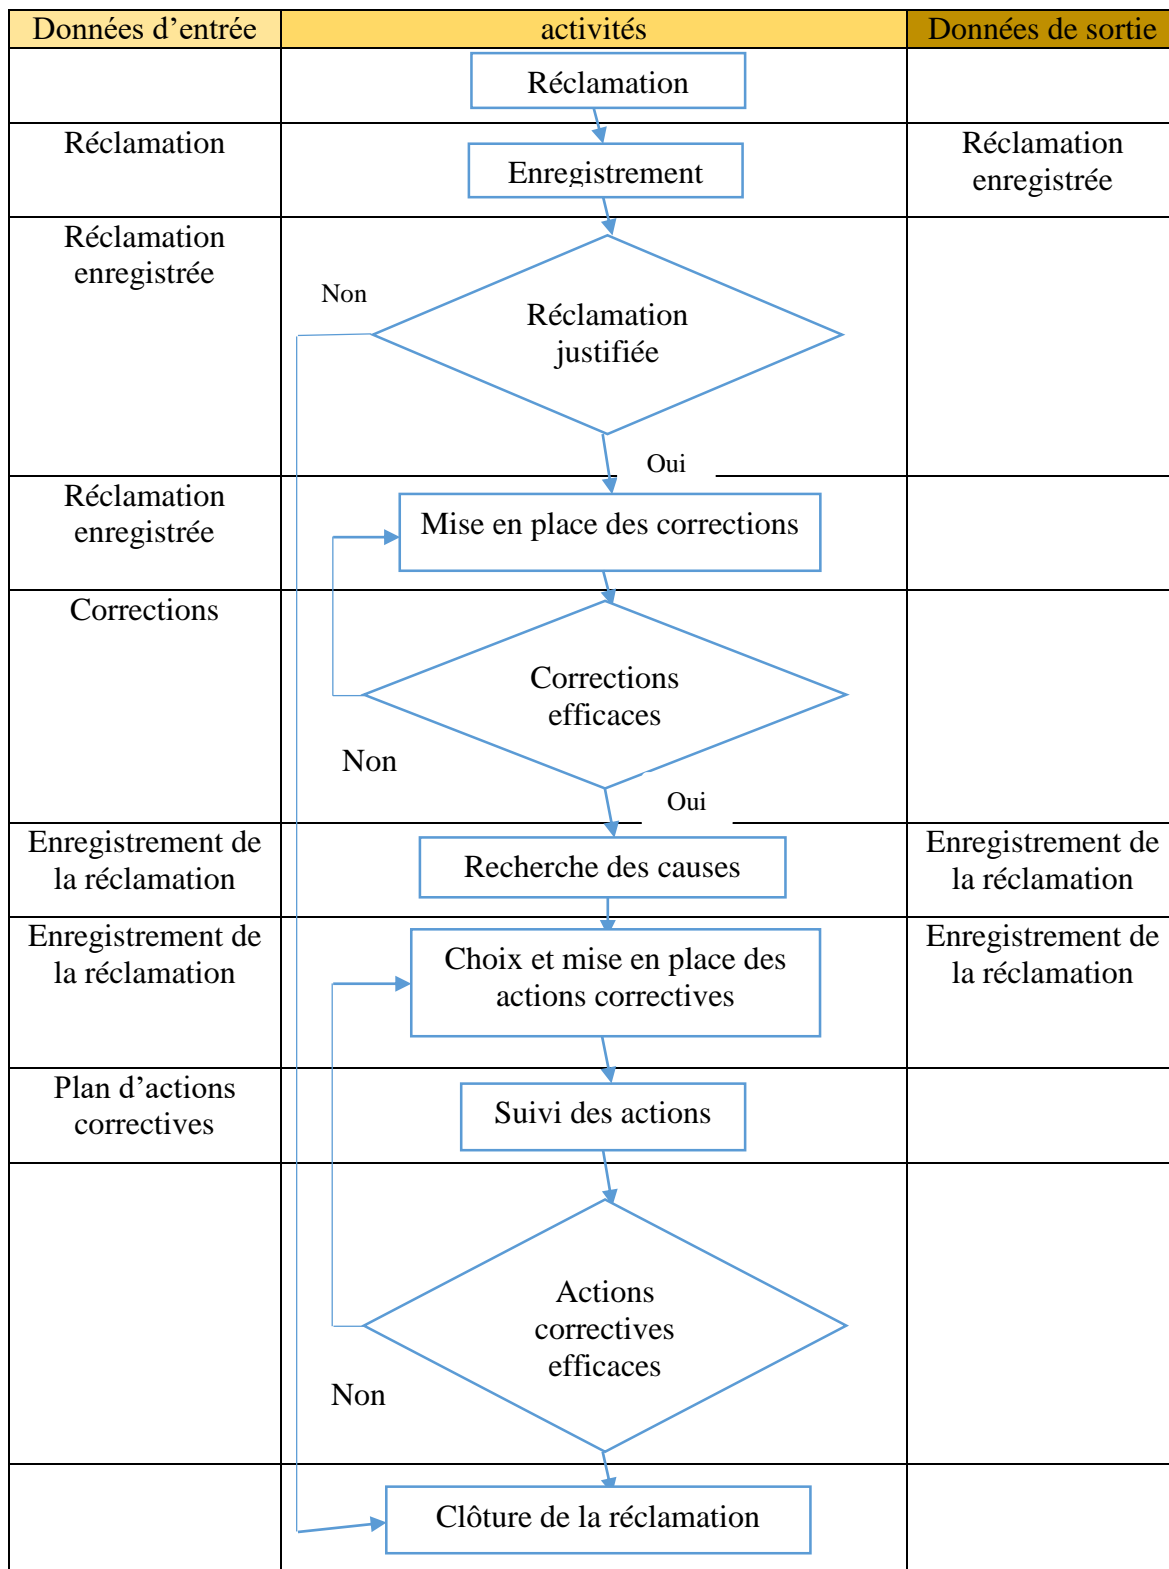 Données d’entrée
activités
Données de sortie
Réclamation
Réclamation
Enregistrement
Réclamation
enregistrée
Réclamation
enregistrée
Non
Réclamation
justifiée
Oui
Réclamation
enregistrée
Mise en place des corrections
Corrections
Corrections
efficaces
Non
Oui
Enregistrement de
la réclamation
Recherche des causes
Enregistrement de
la réclamation
Enregistrement de
la réclamation
Choix et mise en place des
actions correctives
Enregistrement de
la réclamation
Plan d’actions
correctives
Suivi des actions
Actions
correctives
efficaces
Non
Clôture de la réclamation